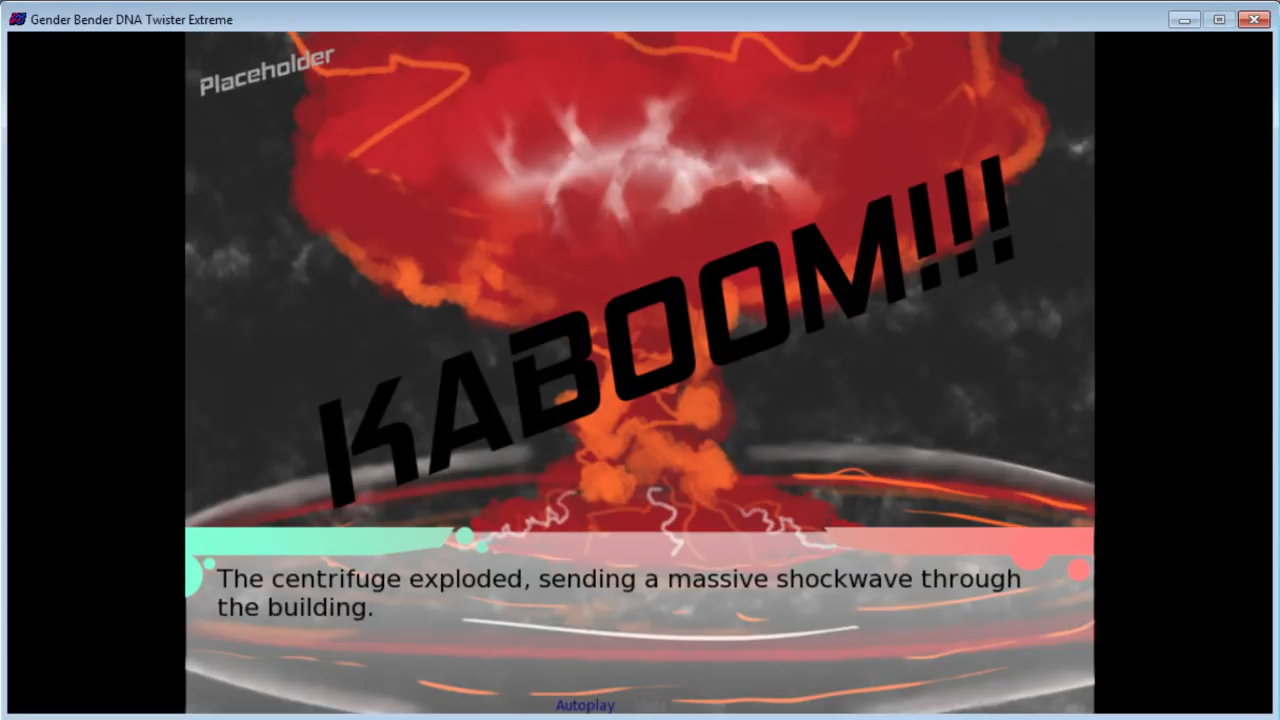 Gender Bender DNA Twister Extreme
Placeholder
KABOOM!!!
The centrifuge exploded, sending a massive shockwave through
the building.
Autoplay